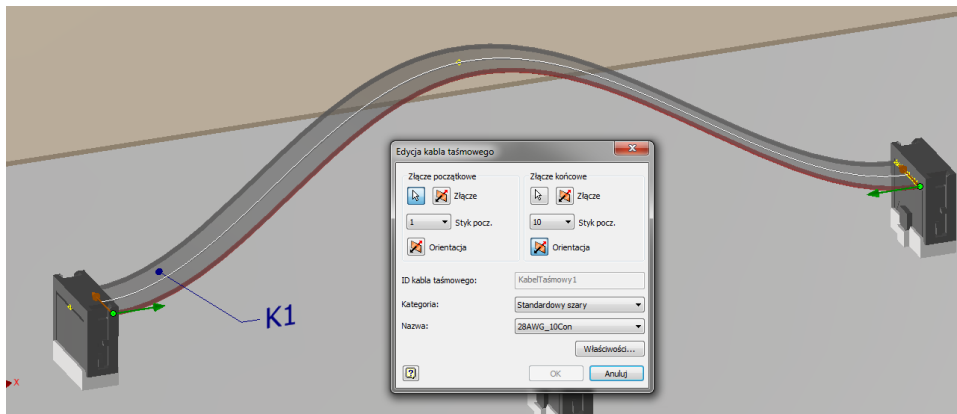 Edycja kabla taśmowego
Złącze początkowe
Złącze końcowe
Złącze
Złącze
1
Styk pocz.
10
Styk pocz.
Orientacja
Orientacja
ID kabla taśmowego:
KabelTaśmowy1
Kategoria:
Standardowy szary
Nazwa:
28AWG_10Con
Właściwości...
OK
Anuluj
K1
X